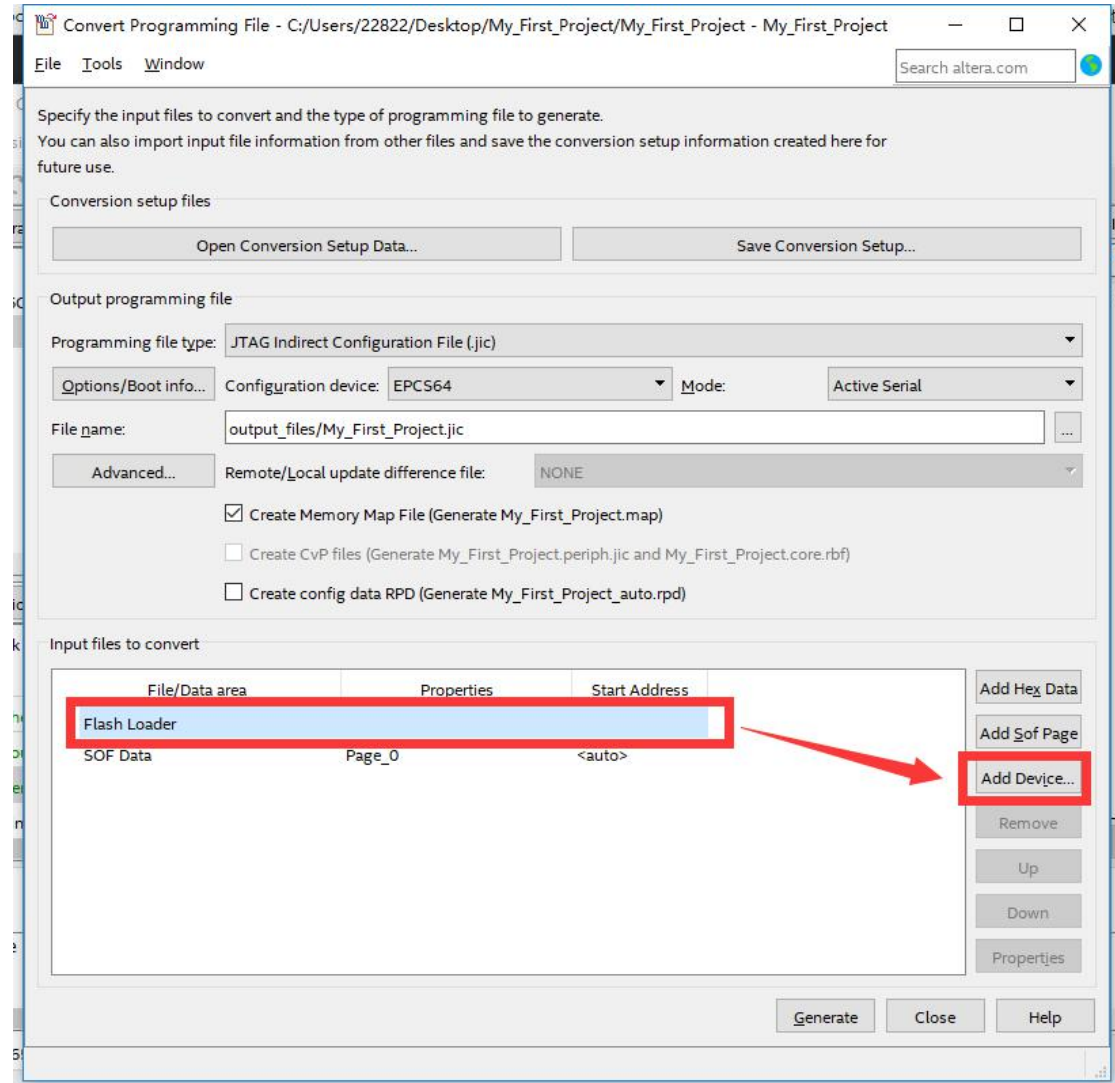 Convert Programming File - C:/Users/22822/Desktop/My_First_Project/My_First_Project - My_First_Project
File Tools Window
Search altera.com
Specify the input files to convert and the type of programming file to generate.
You can also import input file information from other files and save the conversion setup information created here for
future use.
Conversion setup files
Open Conversion Setup Data... Save Conversion Setup...
Output programming file
Programming file type: JTAG Indirect Configuration File (.jic)
Options/Boot info... Configuration device: EPCS64 Mode: Active Serial
File name: output_files/My_First_Project.jic ...
Advanced... Remote/Local update difference file: NONE
Create Memory Map File (Generate My_First_Project.map)
Create CvP files (Generate My_First_Project.periph.jic and My_First_Project.core.rbf)
Create config data RPD (Generate My_First_Project_auto.rpd)
Input files to convert
File/Data area Properties Start Address
Flash Loader
SOF Data Page_0 <auto>
Add Hex Data
Add Sof Page
Add Device...
Remove
Up
Down
Properties
Generate Close Help